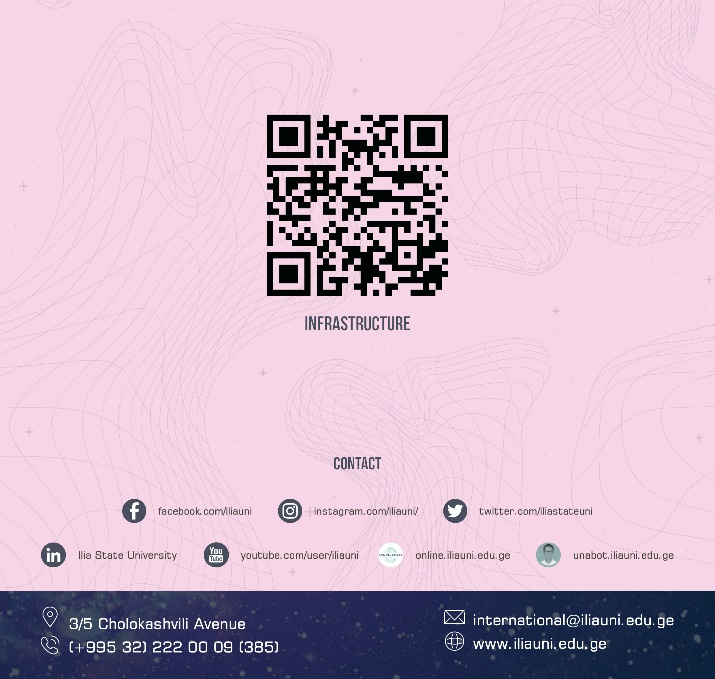 INFRASTRUCTURE
CONTACT
facebook.com/iliauni
instagram.com/iliauni/
twitter.com/iliastateuni
Ilia State University
You Tube
youtube.com/user/iliauni
online.iliauni.edu.ge
unabot.iliauni.edu.ge
3/5 Cholokashvili Avenue
(+995 32) 222 00 09 (385)
international@iliauni.edu.ge
www.iliauni.edu.ge